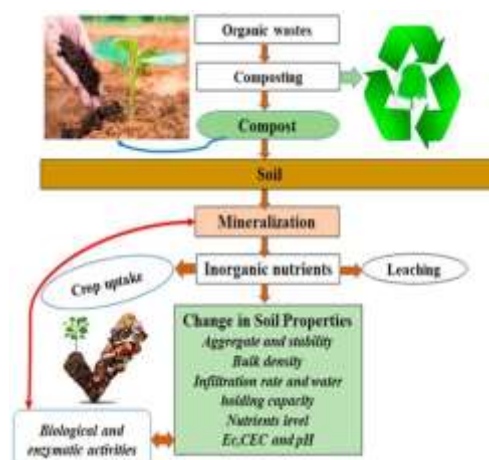 Organic wastes
Composting
Compost
Soil
Mineralization
Inorganic nutrients
Crop uptake
Leaching
Change in Soil Properties
Aggregate and stability
Bulk density
Infiltration rate and water
holding capacity
Nutrients level
Ec,CEC and pH
Biological and
enzymatic activities